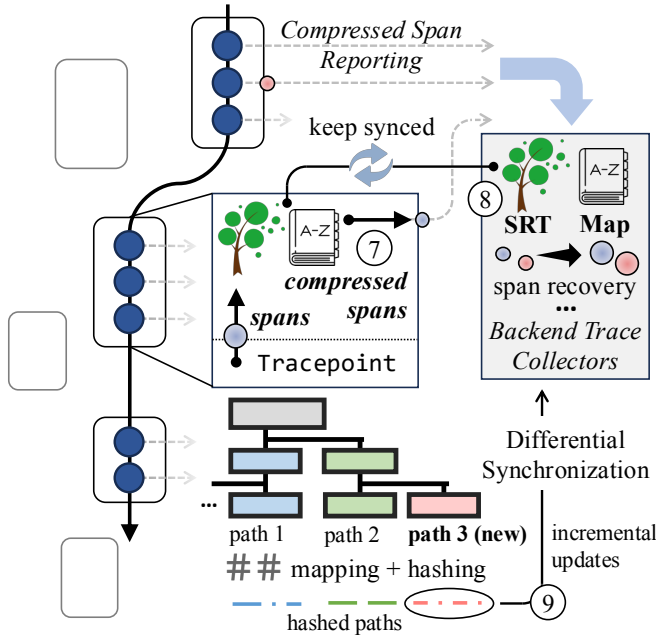 Compressed Span
Reporting
keep synced
A-Z
8
SRT
Map
span recovery
...
Backend Trace
Collectors
A-Z
7
compressed
spans
spans
Tracepoint
Differential
Synchronization
...
path 1
path 2
path 3 (new)
incremental
updates
## mapping + hashing
9
hashed paths